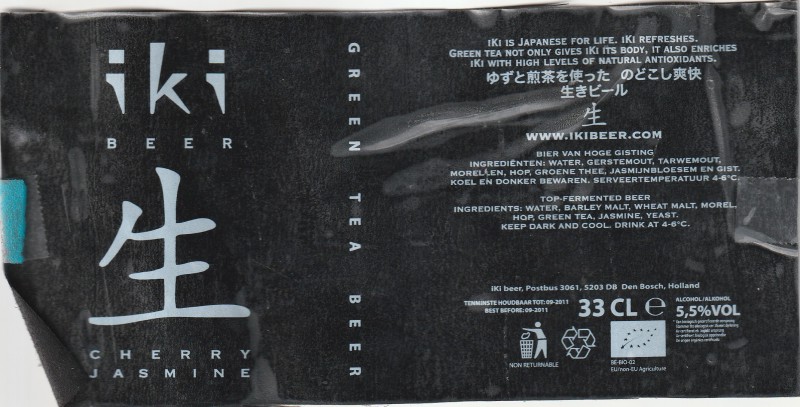 iki
BEER
生
CHERRY
JASMINE
GREEN TEA BEER
iKi IS JAPANESE FOR LIFE. iKi REFRESHES.
GREEN TEA NOT ONLY GIVES iKi ITS BODY, IT ALSO ENRICHES
iKi WITH HIGH LEVELS OF NATURAL ANTIOXIDANTS.
ゆずと煎茶を使った のどごし爽快
生きビール
生
WWW.IKIBEER.COM
BIER VAN HOGE GISTING
INGREDIËNTEN: WATER, GERSTEMOUT, TARWEMOUT,
MORELLEN, HOP, GROENE THEE, JASMIJNBLOESEM EN GIST.
KOEL EN DONKER BEWAREN. SERVEERTEMPERATUUR 4-6°C.
TOP-FERMENTED BEER
INGREDIENTS: WATER, BARLEY MALT, WHEAT MALT, MOREL,
HOP, GREEN TEA, JASMINE, YEAST.
KEEP DARK AND COOL. DRINK AT 4-6°C.
iKi beer, Postbus 3061, 5203 DB Den Bosch, Holland
TENMINSTE HOUDBAAR TOT: 09-2011
BEST BEFORE: 09-2011
33 CL ℮
ALCOHOL/ALKOHOL
5,5%VOL
NON RETURNABLE
BE-BIO-02
EU/non-EU Agriculture